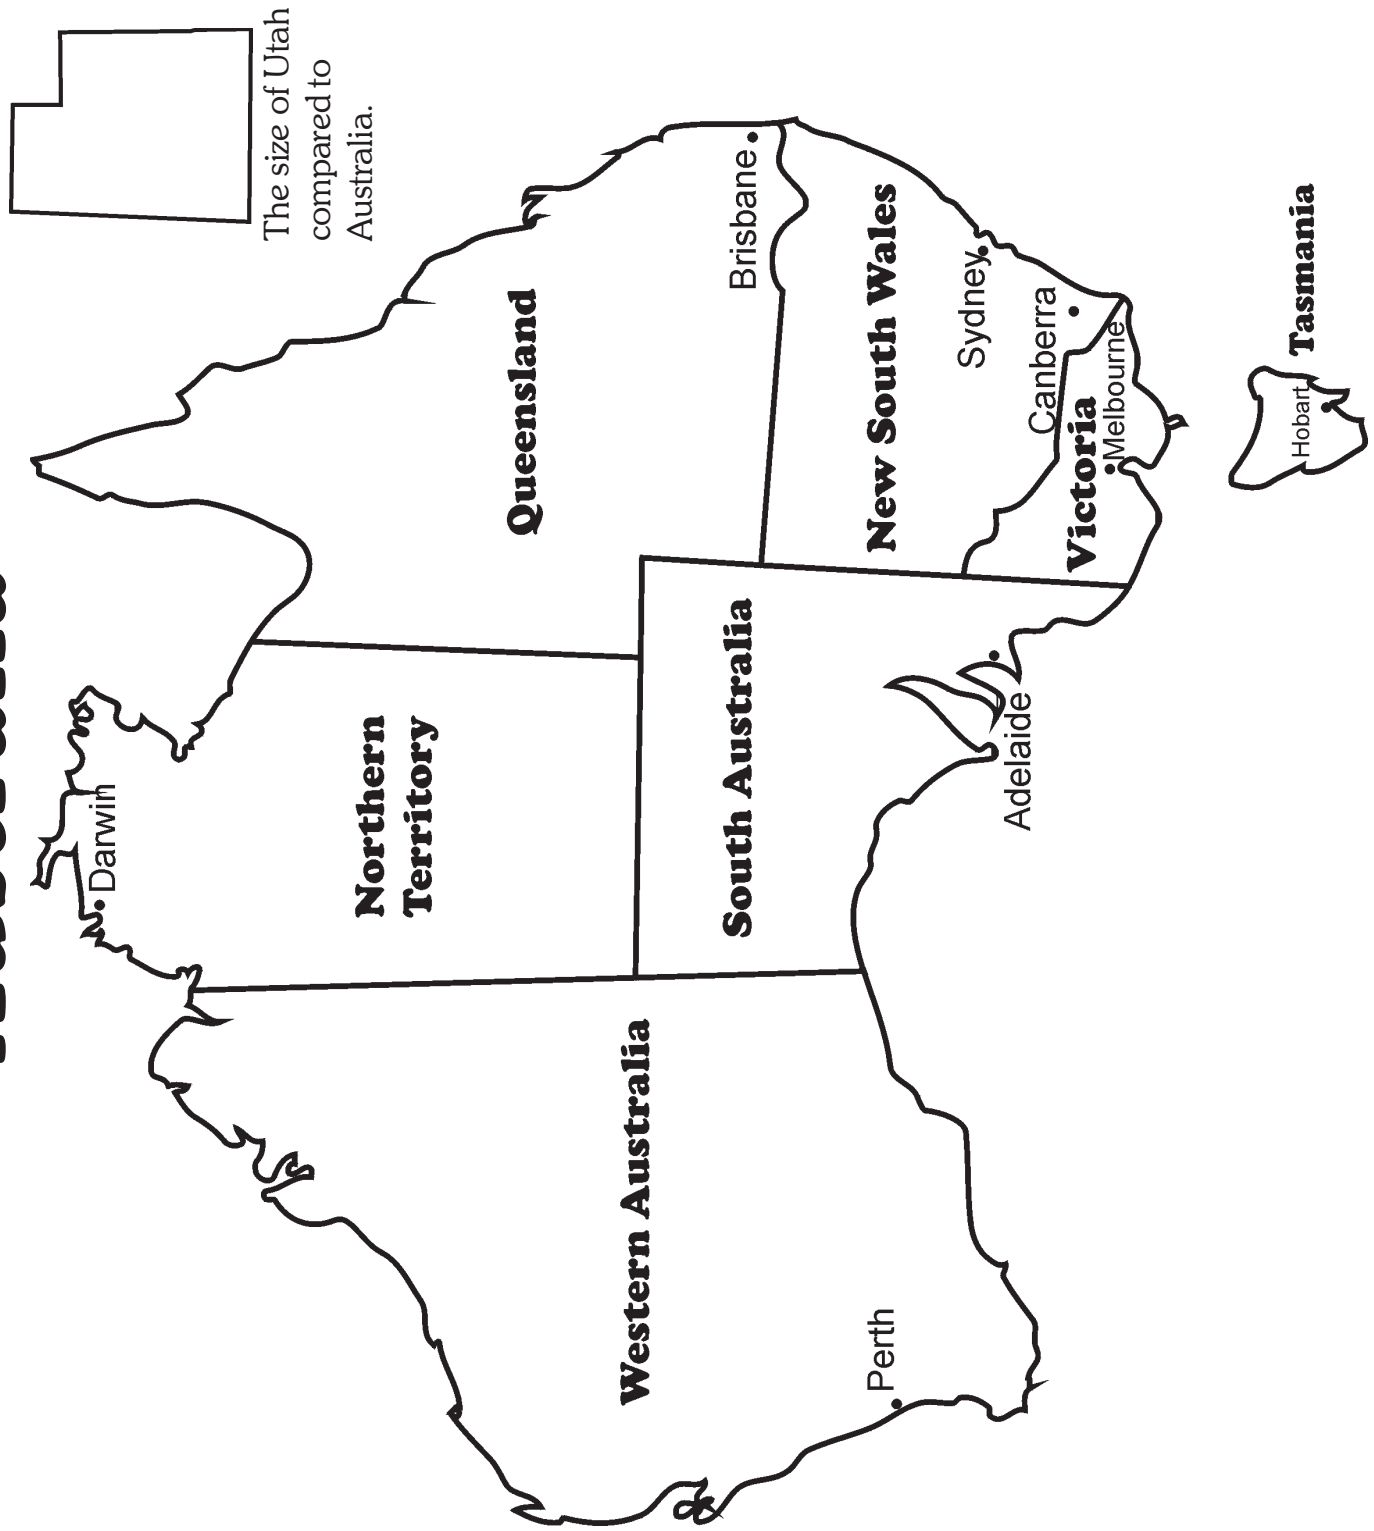 Darwin
The size of Utah
compared to
Australia.
Northern
Territory
Queensland
Western Australia
South Australia
Brisbane
Perth
New South Wales
Sydney
Adelaide
Canberra
Victoria
Melbourne
Hobart
Tasmania